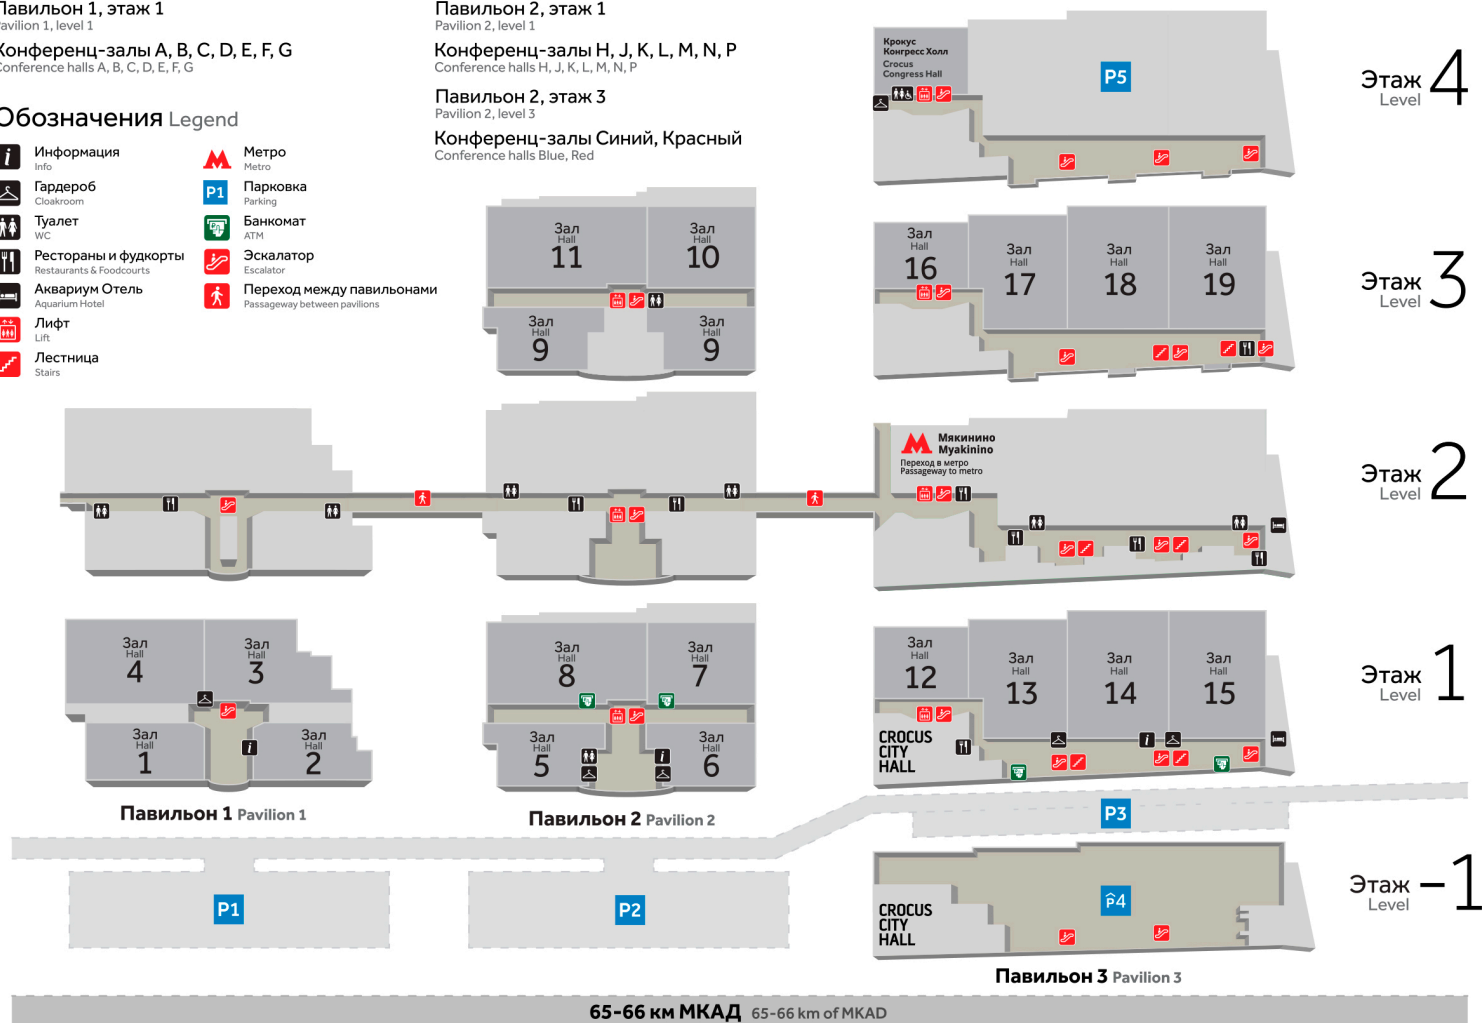 Павильон 1, этаж 1
Pavilion 1, level 1
Конференц-залы A, B, C, D, E, F, G
Conference halls A, B, C, D, E, F, G
Павильон 2, этаж 1
Pavilion 2, level 1
Конференц-залы H, J, K, L, M, N, P
Conference halls H, J, K, L, M, N, P
Павильон 2, этаж 3
Pavilion 2, level 3
Конференц-залы Синий, Красный
Conference halls Blue, Red
Обозначения Legend
Информация
Info
Гардероб
Cloakroom
Туалет
WC
Рестораны и фудкорты
Restaurants & Foodcourts
Аквариум Отель
Aquarium Hotel
Лифт
Lift
Лестница
Stairs
Метро
Metro
P1
Парковка
Parking
Банкомат
ATM
Эскалатор
Escalator
Переход между павильонами
Passageway between pavilions
Крокус
Конгресс Холл
Crocus
Congress Hall
P5
Этаж 4
Level
Зал
Hall
11
Зал
Hall
10
Зал
Hall
9
Зал
Hall
9
Зал
Hall
16
Зал
Hall
17
Зал
Hall
18
Зал
Hall
19
Этаж 3
Level
Мякинино
Myakinino
Переход в метро
Passageway to metro
Этаж 2
Level
Зал
Hall
4
Зал
Hall
3
Зал
Hall
1
Зал
Hall
2
Павильон 1 Pavilion 1
Зал
Hall
8
Зал
Hall
7
Зал
Hall
5
Зал
Hall
6
Павильон 2 Pavilion 2
Зал
Hall
12
Зал
Hall
13
Зал
Hall
14
Зал
Hall
15
CROCUS
CITY
HALL
Этаж 1
Level
P3
P1
P2
P4
CROCUS
CITY
HALL
Этаж -1
Level
Павильон 3 Pavilion 3
65-66 км МКАД 65-66 km of MKAD